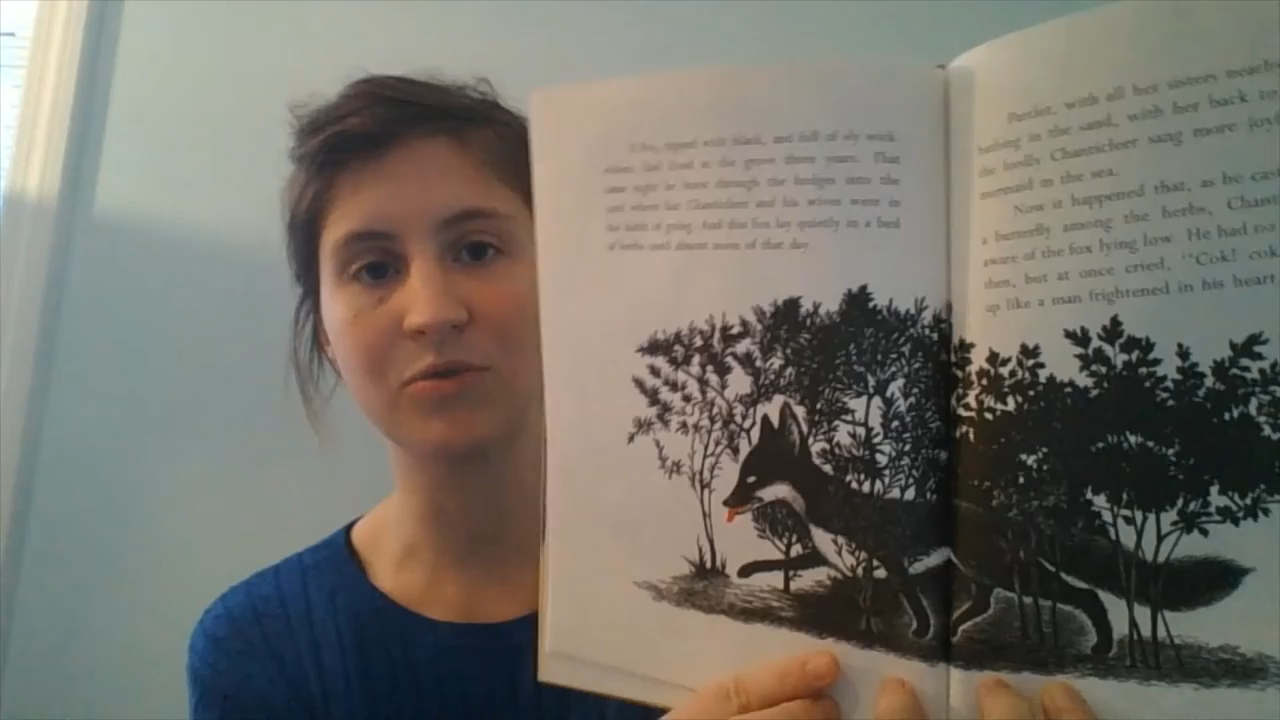 A fox, tipped with black, and full of sly wick-
edness, had lived in the grove three years. That
same night he burst through the hedges into the
yard where fair Chanticleer and his wives were in
the habit of going. And this fox lay quietly in a bed
of herbs until almost noon of that day.
Partlet, with all her sisters nearby
bathing in the sand, with her back to
the lordly Chanticleer sang more joyf
mermaid in the sea.
Now it happened that, as he cast
a butterfly among the herbs, Chant
aware of the fox lying low. He had no
then, but at once cried, "Cok! cok
up like a man frightened in his heart